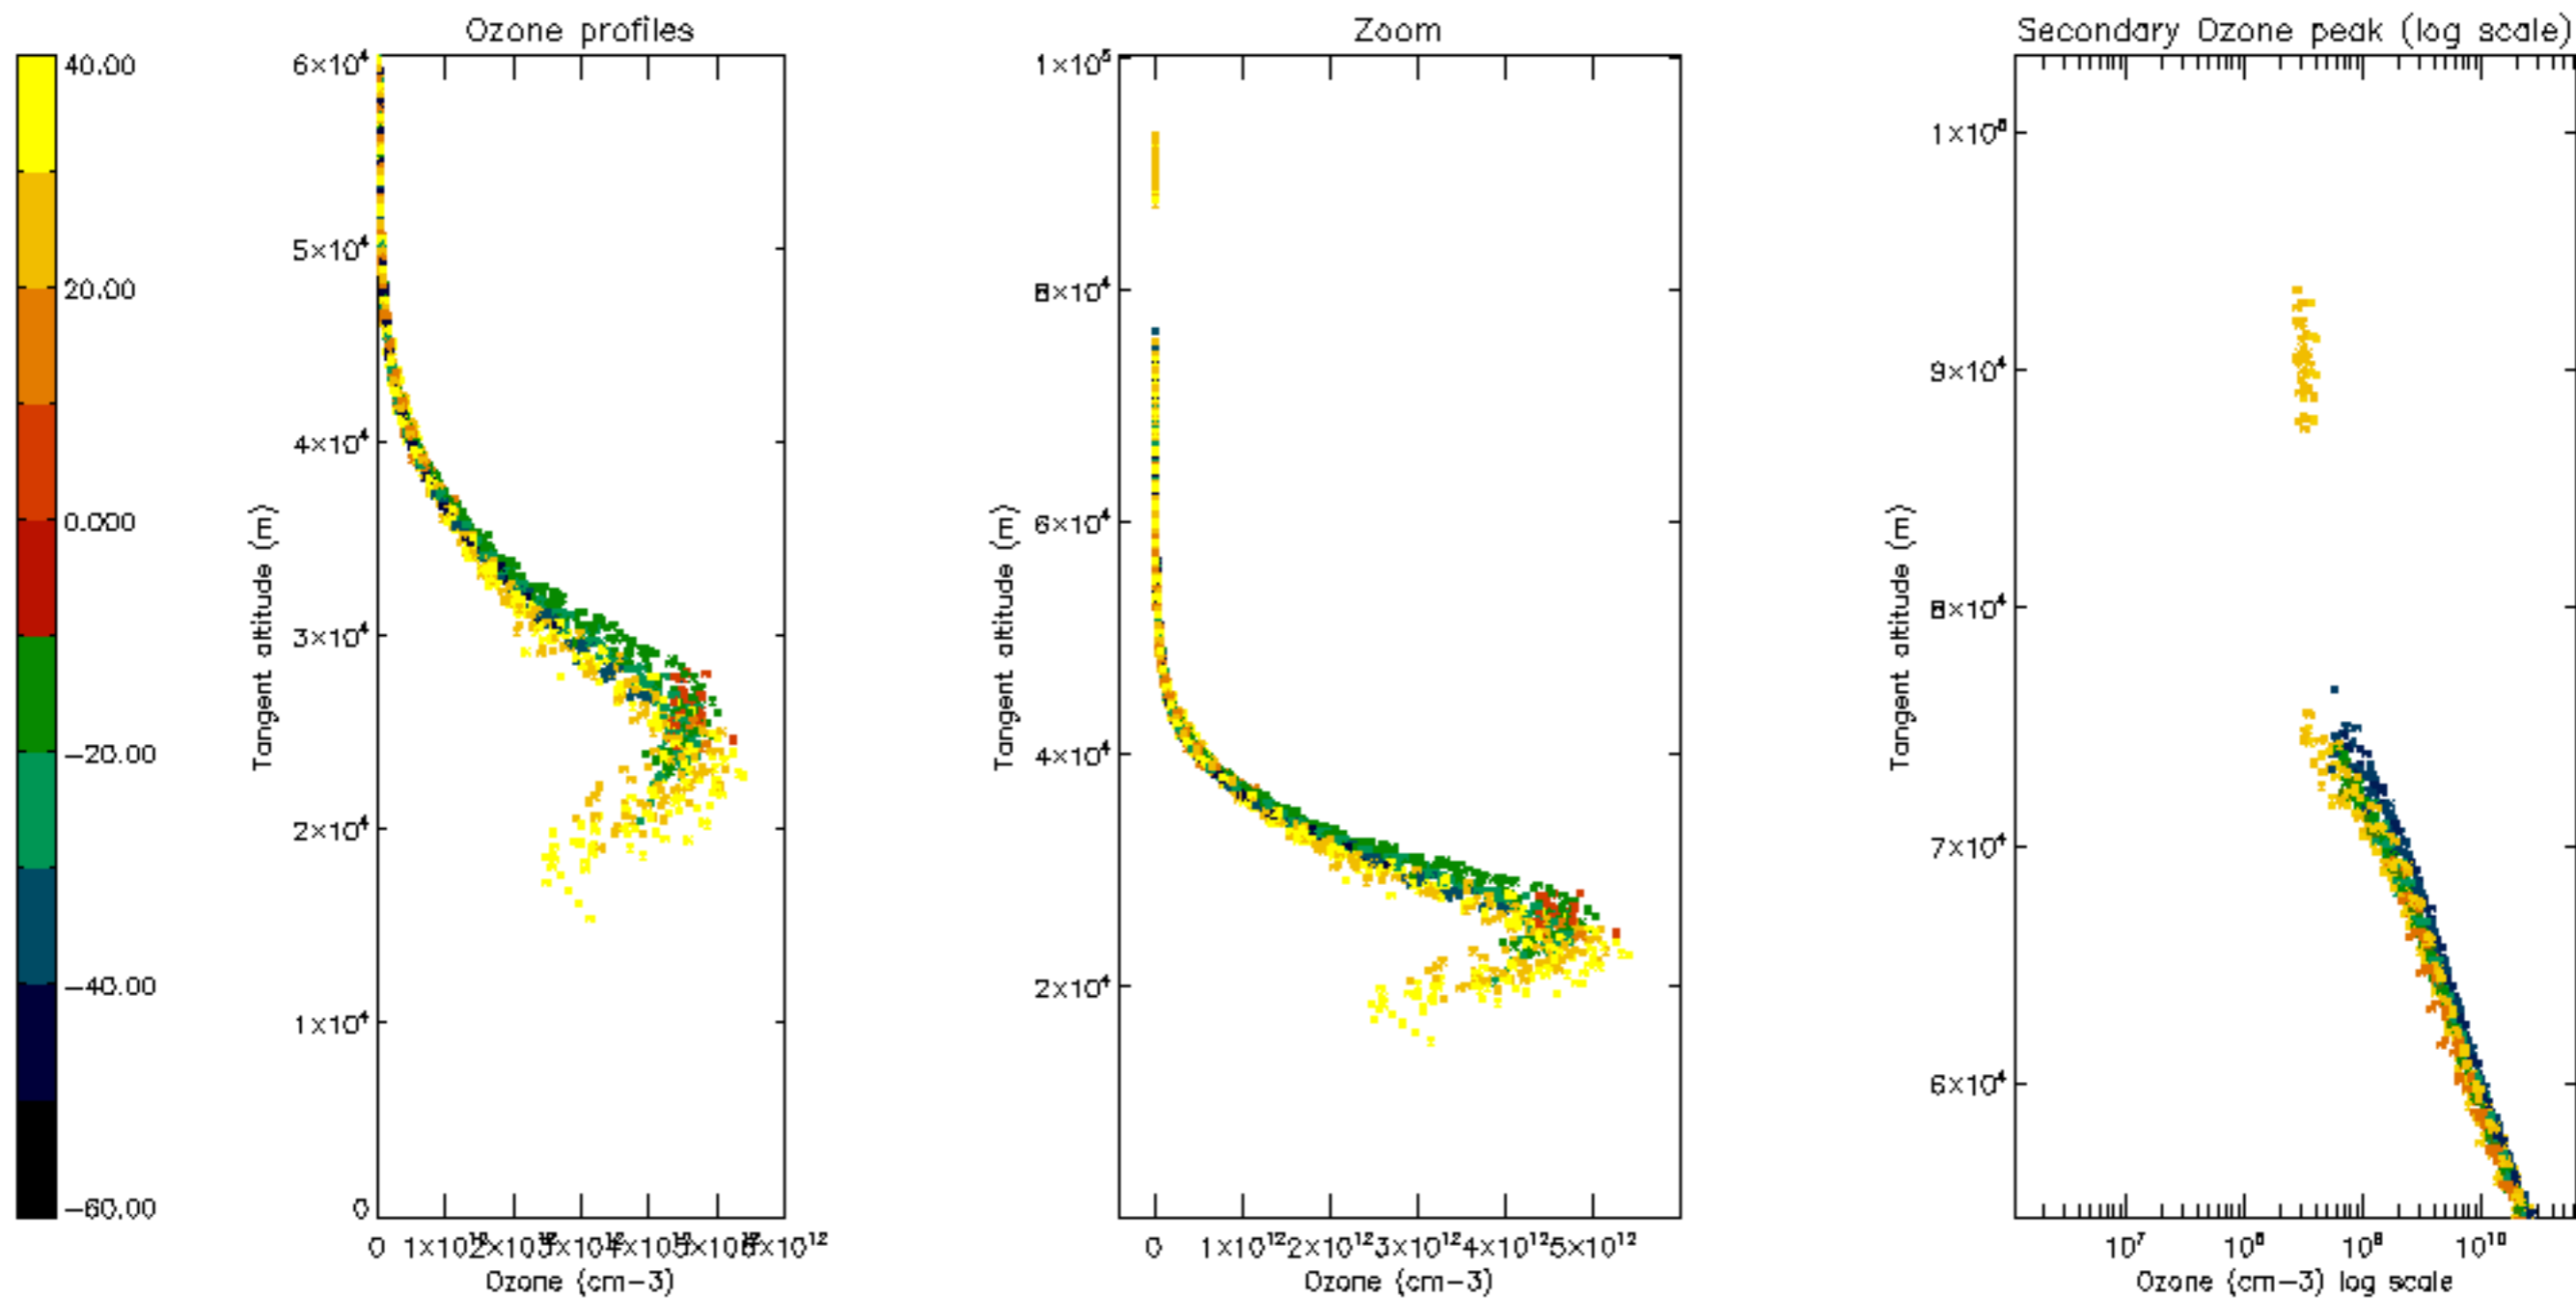 Ozone profiles
Zoom
Secondary Ozone peak (log scale)
40.00
20.00
0.000
-20.00
-40.00
-60.00
6×10⁴
5×10⁴
4×10⁴
3×10⁴
2×10⁴
1×10⁴
0
Tangent altitude (m)
0
Ozone (cm-3)
1×10⁵
8×10⁴
6×10⁴
4×10⁴
2×10⁴
Tangent altitude (m)
0 1×10¹² 2×10¹² 3×10¹² 4×10¹² 5×10¹²
Ozone (cm-3)
9×10⁴
8×10⁴
7×10⁴
6×10⁴
Tangent altitude (m)
10⁷ 10⁸ 10⁹ 10¹⁰
Ozone (cm-3) log scale